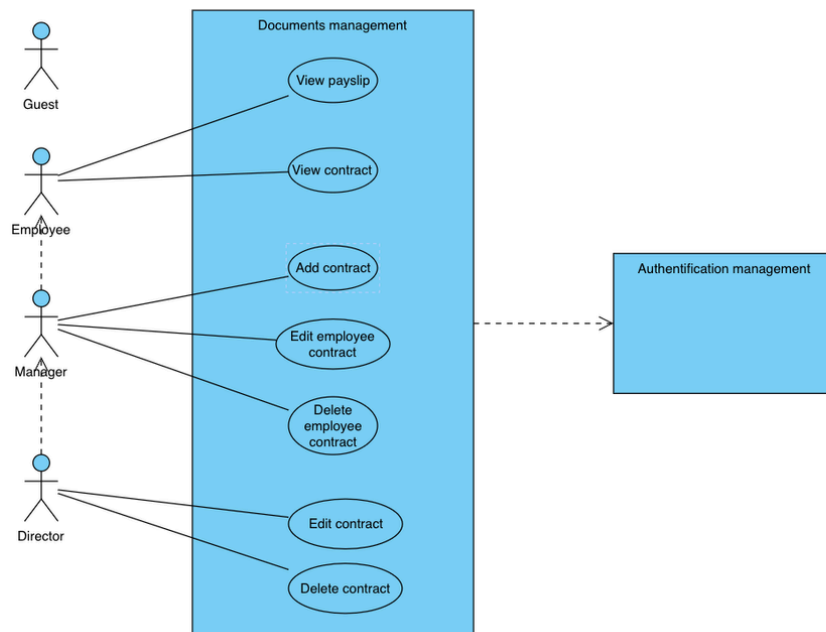 Documents management
View payslip
Guest
View contract
Employee
Add contract
Authentification management
Edit employee
contract
Manager
Delete
employee
contract
Edit contract
Director
Delete contract